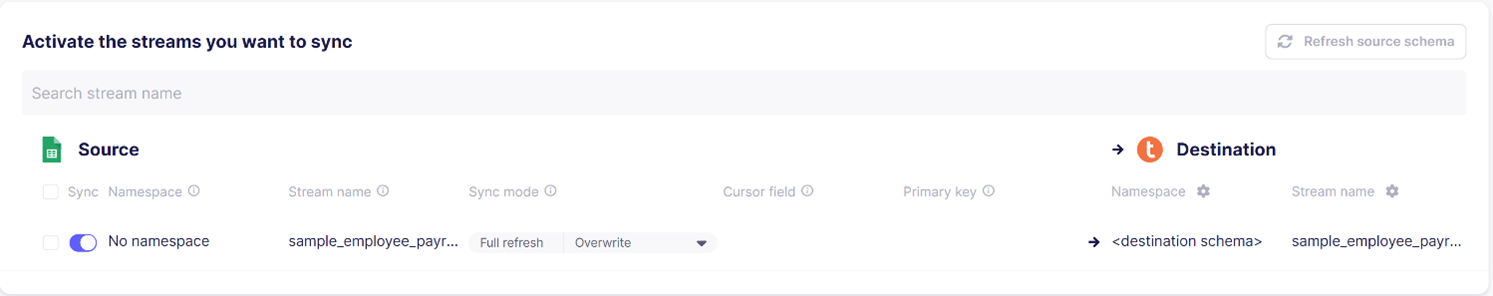 Activate the streams you want to sync
Refresh source schema
Search stream name
Source
t Destination
Sync Namespace Stream name Sync mode Cursor field Primary key Namespace Stream name
No namespace sample_employee_payr... Full refresh Overwrite <destination schema> sample_employee_payr...